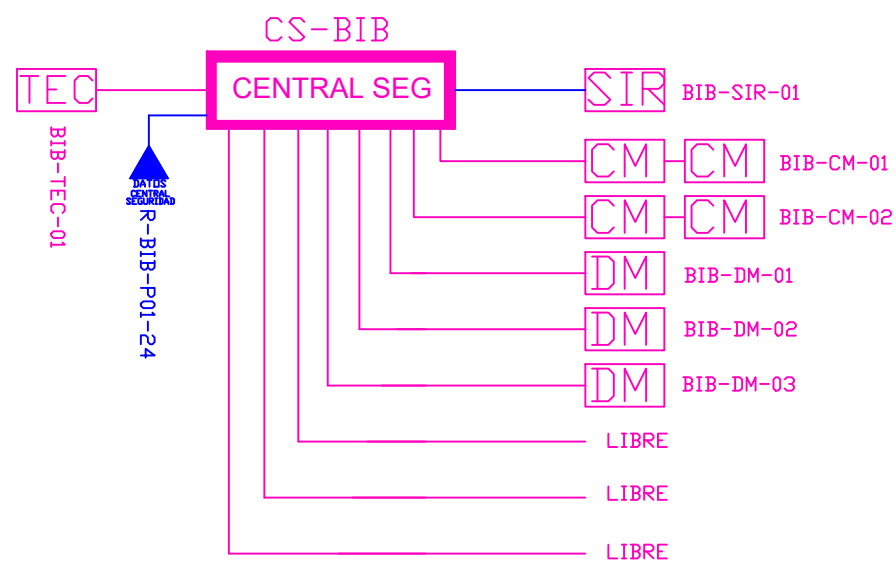 CS-BIB
CENTRAL SEG
TEC
BIB-TEC-01
DATOS
CENTRAL
SEGURIDAD
R-BIB-P01-24
SIR BIB-SIR-01
CM CM BIB-CM-01
CM CM BIB-CM-02
DM BIB-DM-01
DM BIB-DM-02
DM BIB-DM-03
LIBRE
LIBRE
LIBRE